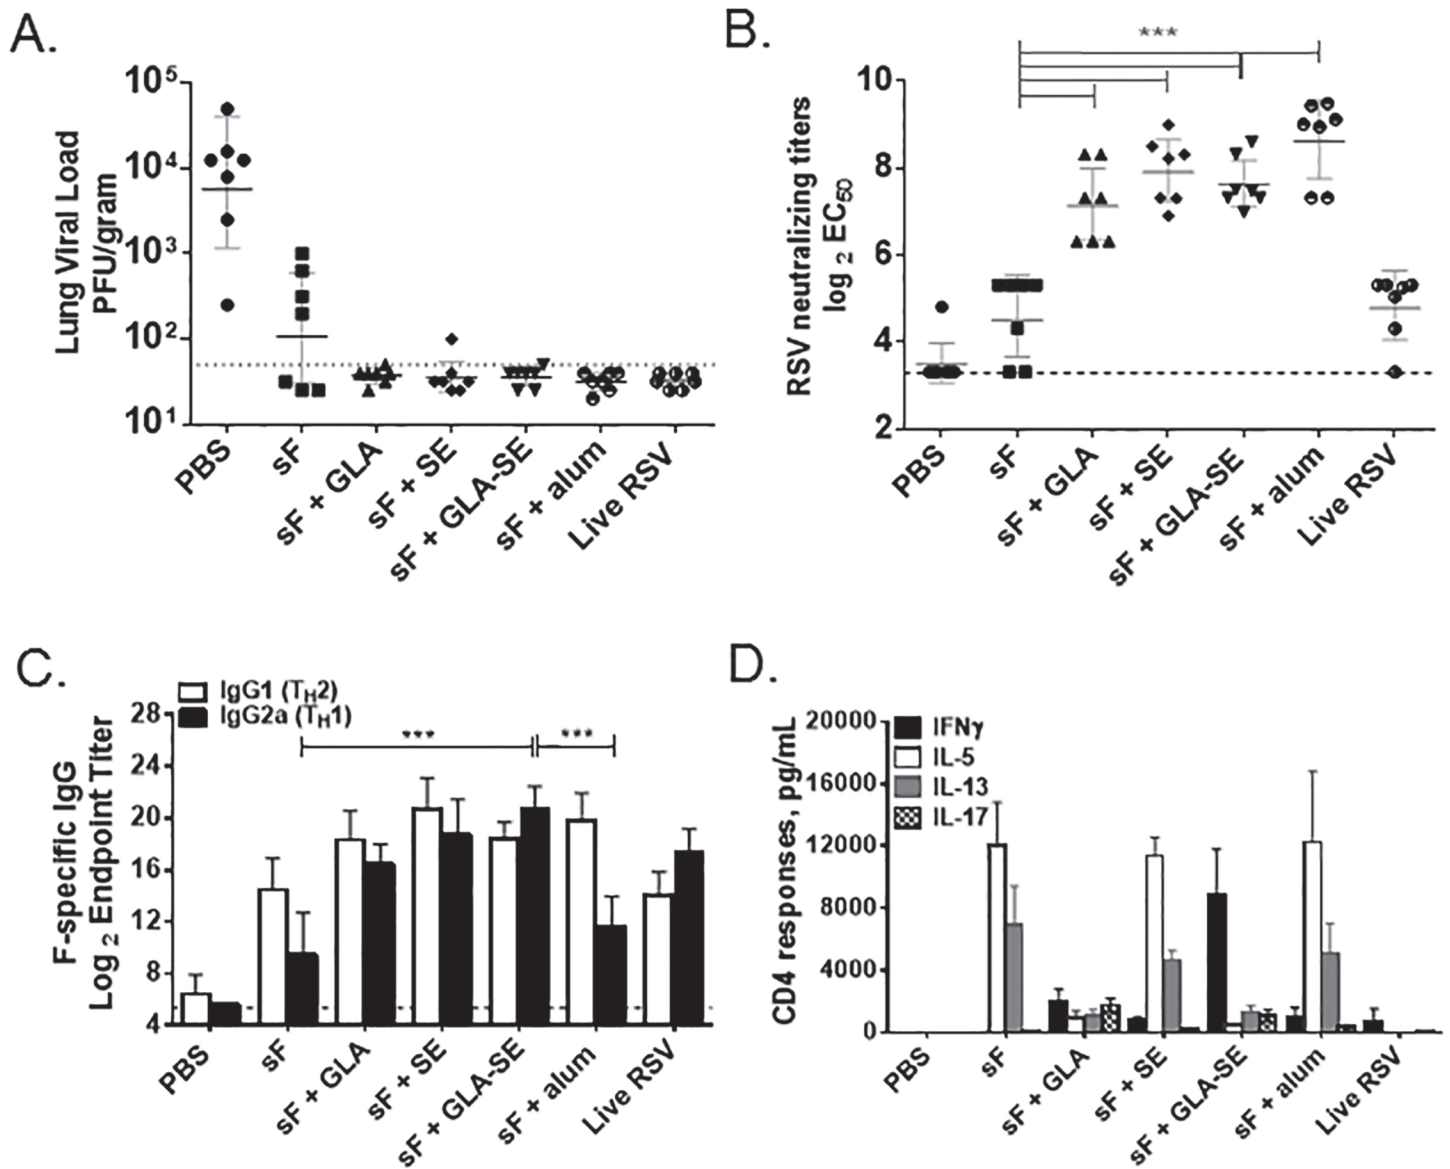 A.
Lung Viral Load
PFU/gram
10⁵
10⁴
10³
10²
10¹
PBS
sF
sF + GLA
sF + SE
sF + GLA-SE
sF + alum
Live RSV
B.
***
RSV neutralizing titers
log ₂ EC₅₀
10
8
6
4
2
PBS
sF
sF + GLA
sF + SE
sF + GLA-SE
sF + alum
Live RSV
C.
IgG1 (TH2)
IgG2a (TH1)
*** ***
F-specific IgG
Log ₂ Endpoint Titer
28
24
20
16
12
8
4
PBS
sF
sF + GLA
sF + SE
sF + GLA-SE
sF + alum
Live RSV
D.
IFNγ
IL-5
IL-13
IL-17
CD4 responses, pg/mL
20000
16000
12000
8000
4000
0
PBS
sF
sF + GLA
sF + SE
sF + GLA-SE
sF + alum
Live RSV